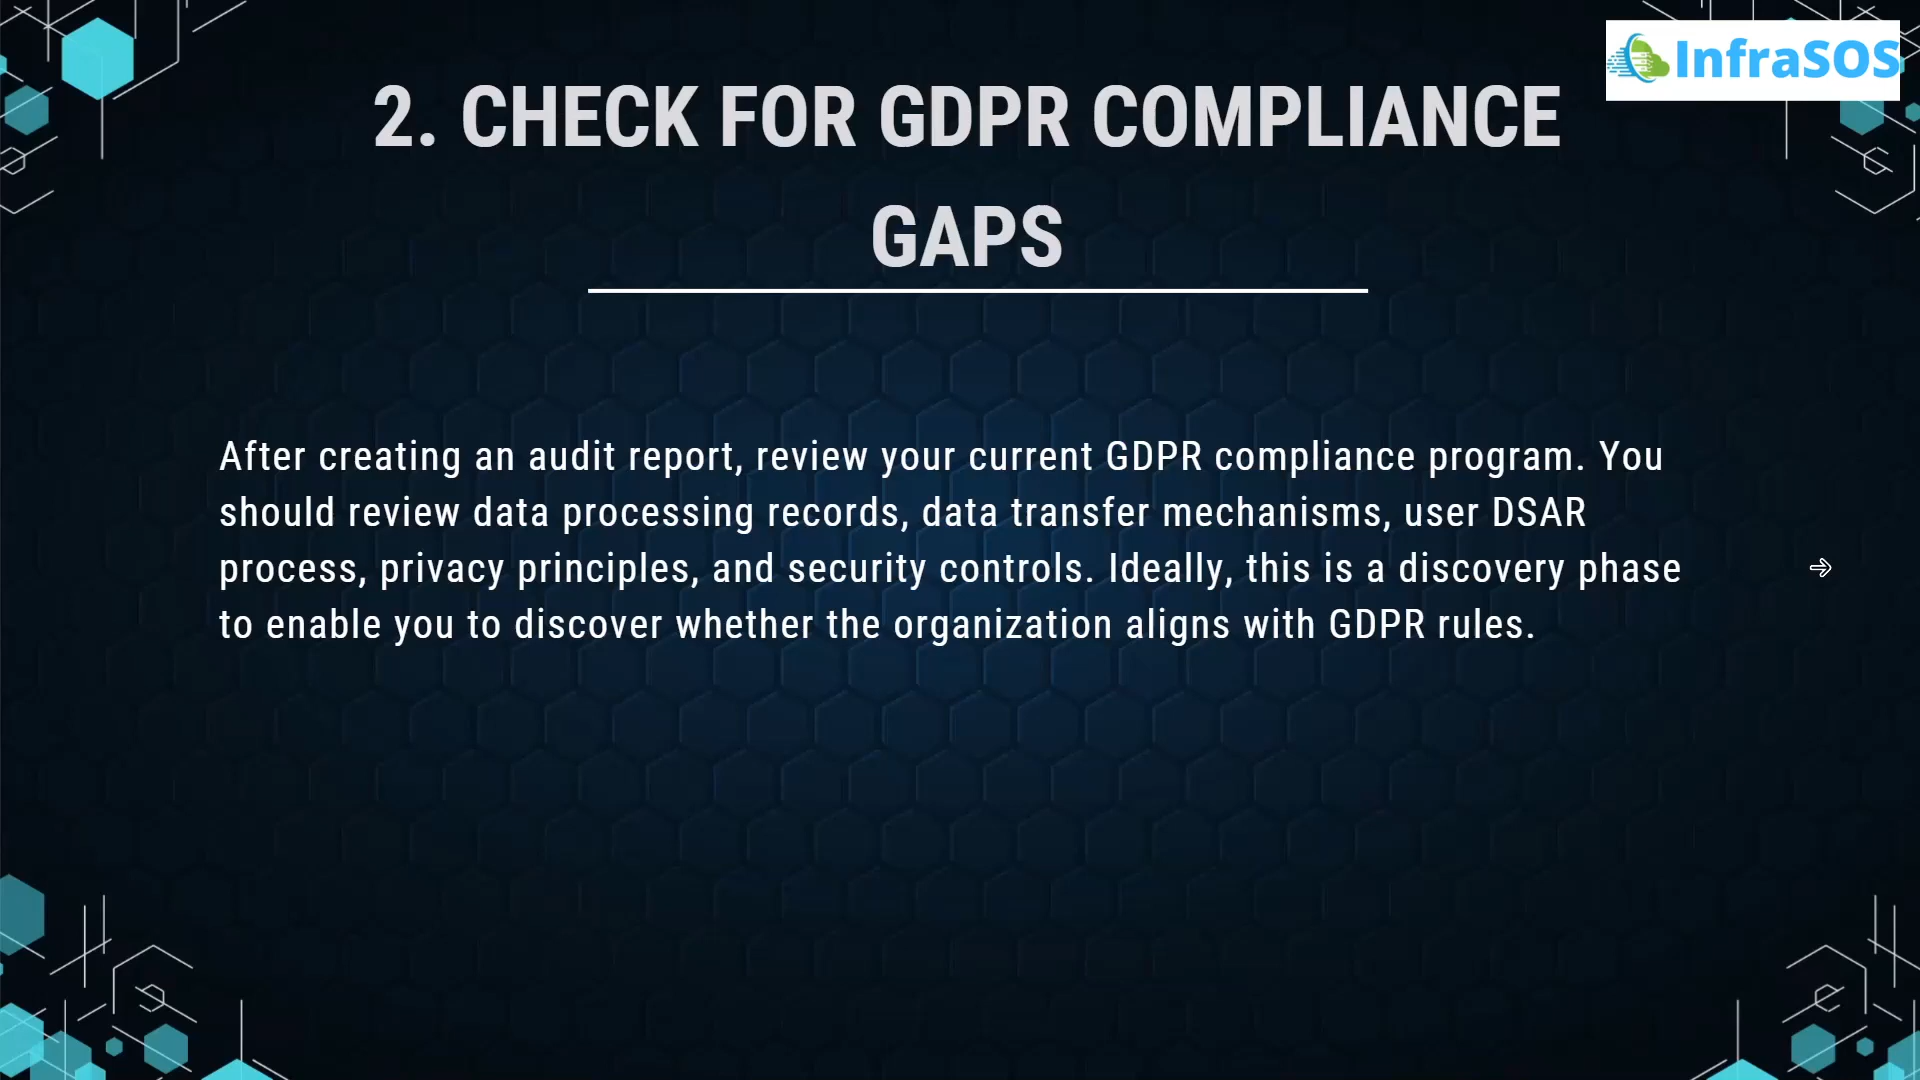 InfraSOS
2. CHECK FOR GDPR COMPLIANCE
GAPS
After creating an audit report, review your current GDPR compliance program. You
should review data processing records, data transfer mechanisms, user DSAR
process, privacy principles, and security controls. Ideally, this is a discovery phase
to enable you to discover whether the organization aligns with GDPR rules.